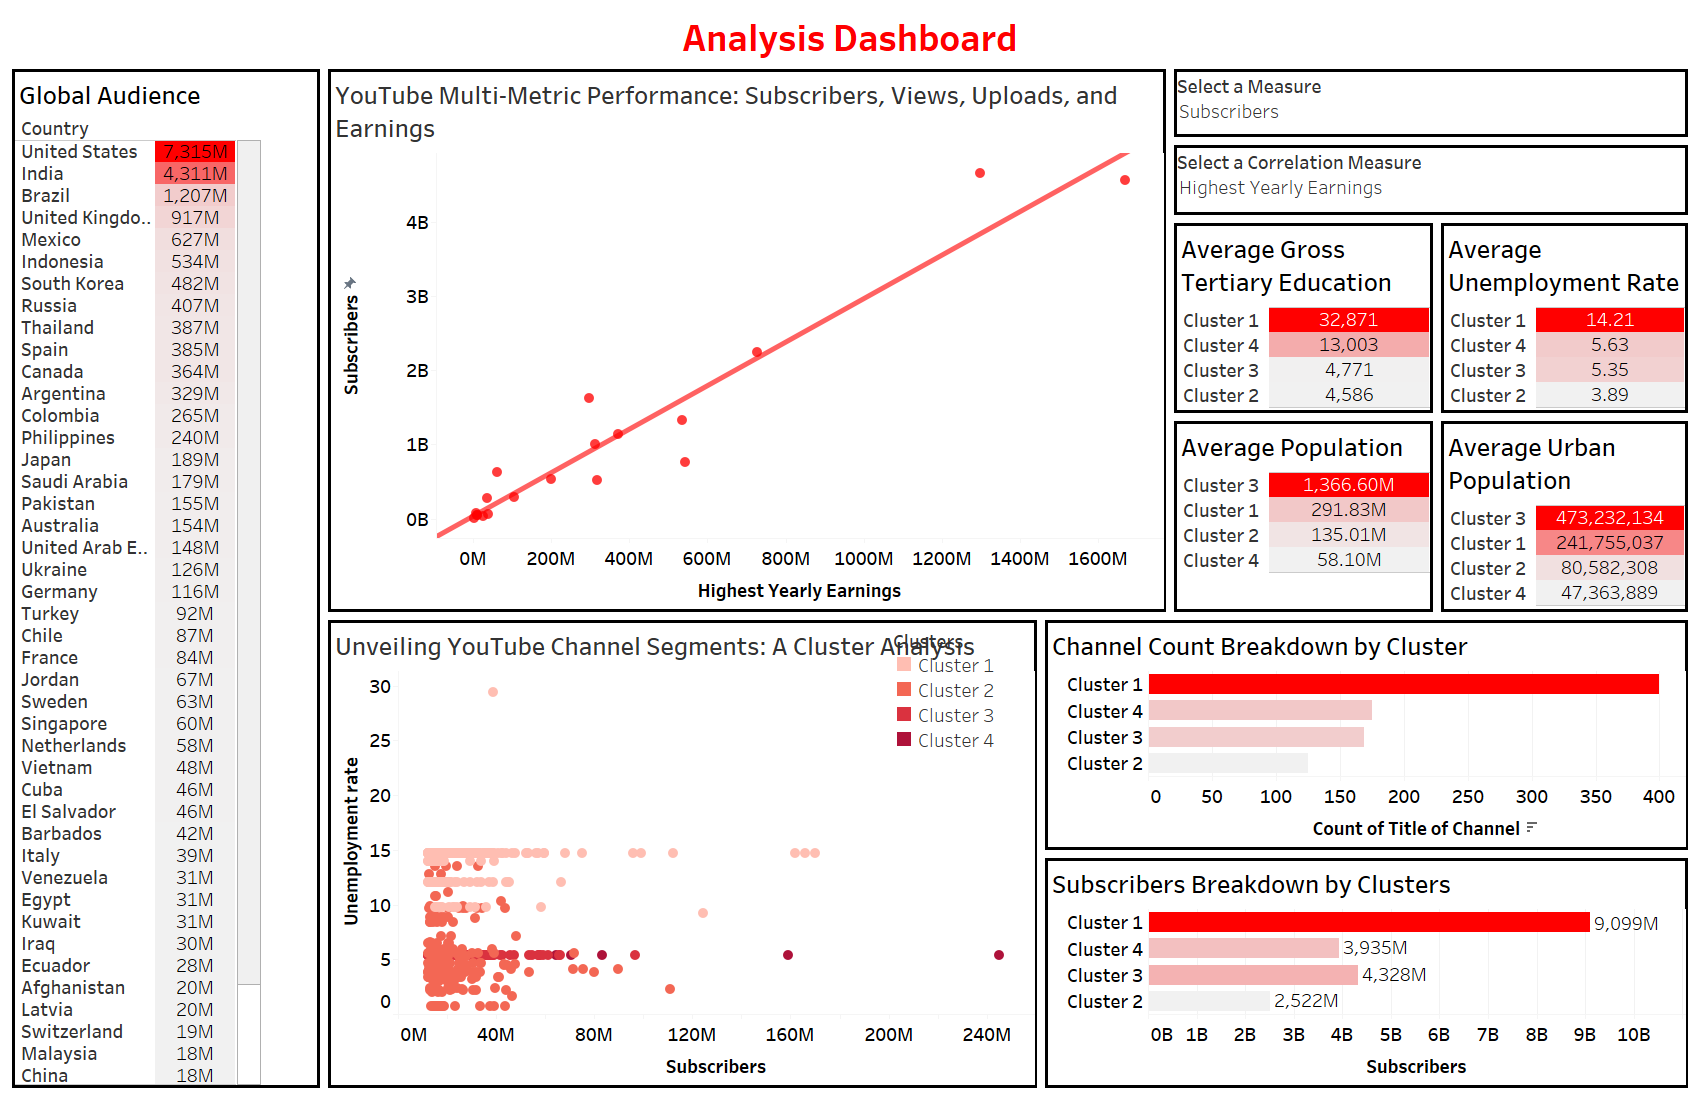 Analysis Dashboard
Global Audience
Country
United States 7,315M
India 4,311M
Brazil 1,207M
United Kingdo.. 917M
Mexico 627M
Indonesia 534M
South Korea 482M
Russia 407M
Thailand 387M
Spain 385M
Canada 364M
Argentina 329M
Colombia 265M
Philippines 240M
Japan 189M
Saudi Arabia 179M
Pakistan 155M
Australia 154M
United Arab E.. 148M
Ukraine 126M
Germany 116M
Turkey 92M
Chile 87M
France 84M
Jordan 67M
Sweden 63M
Singapore 60M
Netherlands 58M
Vietnam 48M
Cuba 46M
El Salvador 46M
Barbados 42M
Italy 39M
Venezuela 31M
Egypt 31M
Kuwait 31M
Iraq 30M
Ecuador 28M
Afghanistan 20M
Latvia 20M
Switzerland 19M
Malaysia 18M
China 18M
YouTube Multi-Metric Performance: Subscribers, Views, Uploads, and
Earnings
Subscribers
4B
3B
2B
1B
0B
0M 200M 400M 600M 800M 1000M 1200M 1400M 1600M
Highest Yearly Earnings
Select a Measure
Subscribers
Select a Correlation Measure
Highest Yearly Earnings
Average Gross
Tertiary Education
Cluster 1 32,871
Cluster 4 13,003
Cluster 3 4,771
Cluster 2 4,586
Average
Unemployment Rate
Cluster 1 14.21
Cluster 4 5.63
Cluster 3 5.35
Cluster 2 3.89
Average Population
Cluster 3 1,366.60M
Cluster 1 291.83M
Cluster 2 135.01M
Cluster 4 58.10M
Average Urban
Population
Cluster 3 473,232,134
Cluster 1 241,755,037
Cluster 2 80,582,308
Cluster 4 47,363,889
Unveiling YouTube Channel Segments: A Cluster Analysis
Clusters
Cluster 1
Cluster 2
Cluster 3
Cluster 4
Unemployment rate
30
25
20
15
10
5
0
0M 40M 80M 120M 160M 200M 240M
Subscribers
Channel Count Breakdown by Cluster
Cluster 1
Cluster 4
Cluster 3
Cluster 2
0 50 100 150 200 250 300 350 400
Count of Title of Channel
Subscribers Breakdown by Clusters
Cluster 1 9,099M
Cluster 4 3,935M
Cluster 3 4,328M
Cluster 2 2,522M
0B 1B 2B 3B 4B 5B 6B 7B 8B 9B 10B
Subscribers